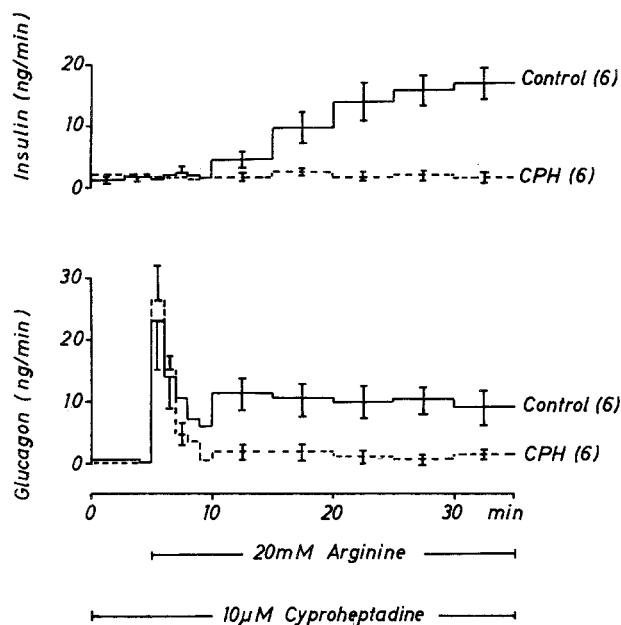 Insulin (ng/min)
20
10
0
Control (6)
CPH (6)
Glucagon (ng/min)
30
20
10
0
Control (6)
CPH (6)
0 10 20 30 min
20mM Arginine
10µM Cyproheptadine